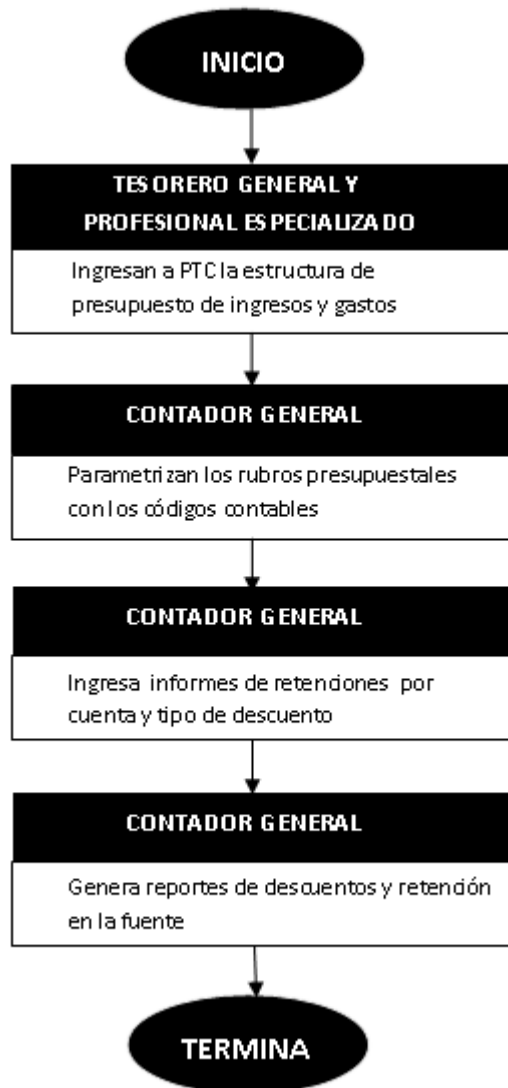 INICIO
TESORERO GENERAL Y
PROFESIONAL ESPECIALIZADO
Ingresan a PTC la estructura de
presupuesto de ingresos y gastos
CONTADOR GENERAL
Parametrizan los rubros presupuestales
con los códigos contables
CONTADOR GENERAL
Ingresa informes de retenciones por
cuenta y tipo de descuento
CONTADOR GENERAL
Genera reportes de descuentos y retención
en la fuente
TERMINA